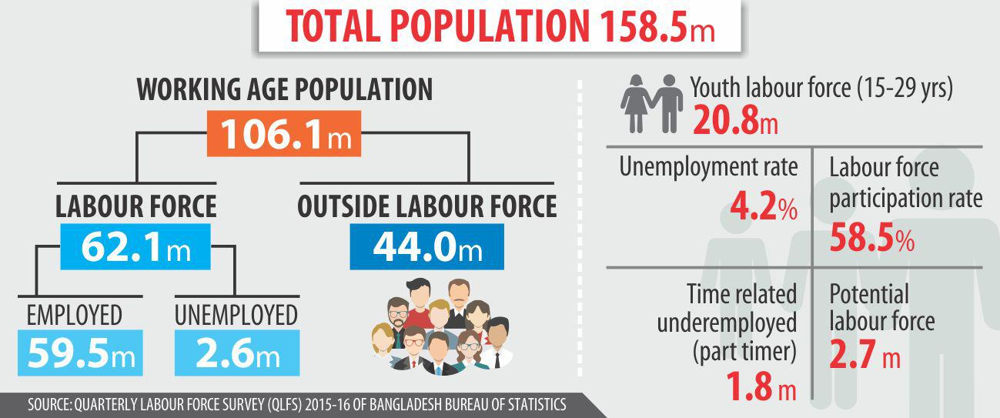 TOTAL POPULATION 158.5m
WORKING AGE POPULATION
106.1m
LABOUR FORCE
62.1m
OUTSIDE LABOUR FORCE
44.0m
EMPLOYED
59.5m
UNEMPLOYED
2.6m
Youth labour force (15-29 yrs)
20.8m
Unemployment rate
4.2%
Labour force
participation rate
58.5%
Time related
underemployed
(part timer)
1.8 m
Potential
labour force
2.7 m
SOURCE: QUARTERLY LABOUR FORCE SURVEY (QLFS) 2015-16 OF BANGLADESH BUREAU OF STATISTICS